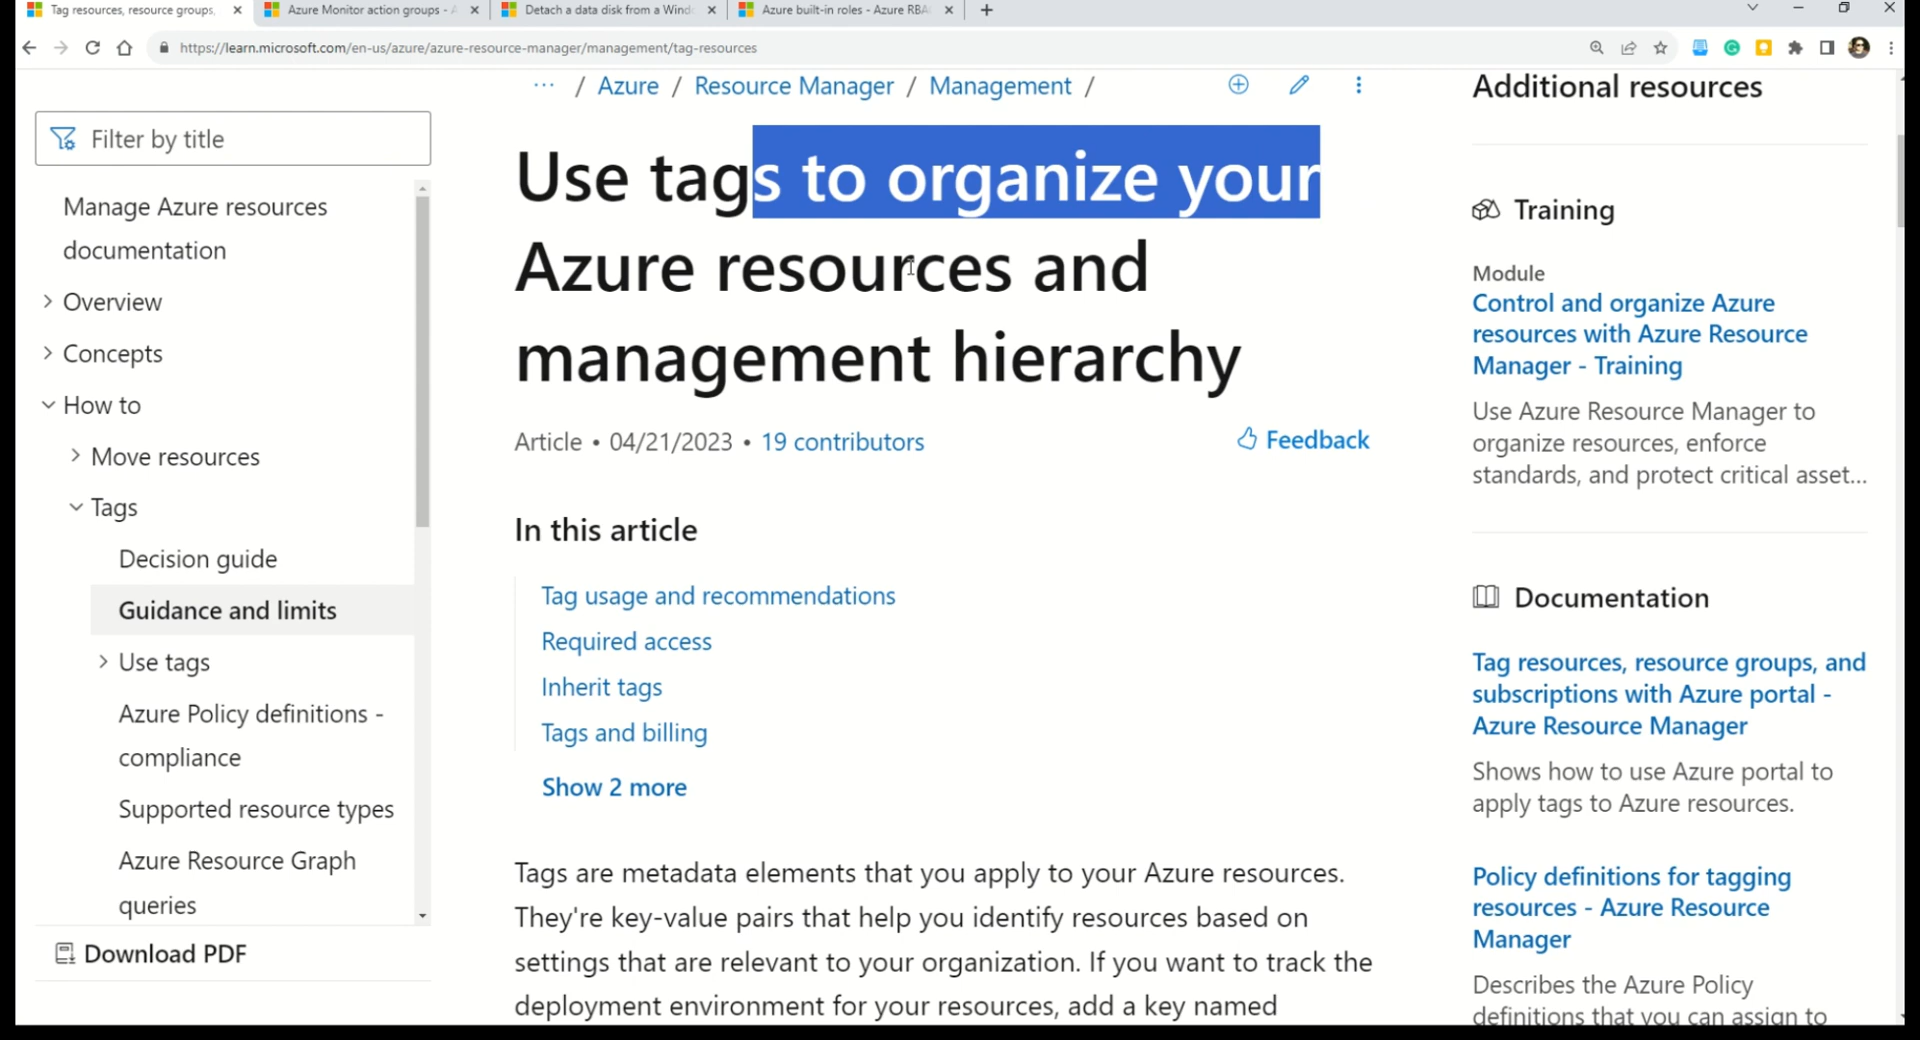 Tag resources, resource groups,
Azure Monitor action groups -
Detach a data disk from a Wind
Azure built-in roles - Azure RBA
https://learn.microsoft.com/en-us/azure/azure-resource-manager/management/tag-resources
Filter by title
Manage Azure resources
documentation
Overview
Concepts
How to
Move resources
Tags
Decision guide
Guidance and limits
Use tags
Azure Policy definitions -
compliance
Supported resource types
Azure Resource Graph
queries
Download PDF
... / Azure / Resource Manager / Management /
Use tags to organize your
Azure resources and
management hierarchy
Article • 04/21/2023 • 19 contributors
Feedback
In this article
Tag usage and recommendations
Required access
Inherit tags
Tags and billing
Show 2 more
Tags are metadata elements that you apply to your Azure resources.
They're key-value pairs that help you identify resources based on
settings that are relevant to your organization. If you want to track the
deployment environment for your resources, add a key named
Additional resources
Training
Module
Control and organize Azure
resources with Azure Resource
Manager - Training
Use Azure Resource Manager to
organize resources, enforce
standards, and protect critical asset...
Documentation
Tag resources, resource groups, and
subscriptions with Azure portal -
Azure Resource Manager
Shows how to use Azure portal to
apply tags to Azure resources.
Policy definitions for tagging
resources - Azure Resource
Manager
Describes the Azure Policy
definitions that you can assign to